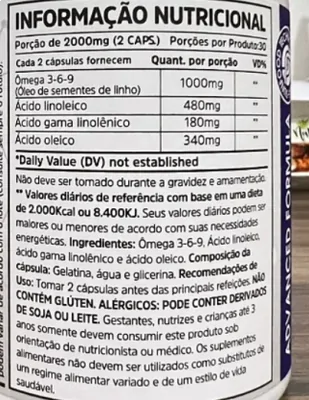 INFORMAÇÃO NUTRICIONAL
Porção de 2000mg (2 CAPS.) Porções por Produto:30
Cada 2 cápsulas fornecem Quant. por porção VD%
Ômega 3-6-9
(Óleo de sementes de linho) 1000mg **
Ácido linoleico 480mg **
Ácido gama linolênico 180mg **
Ácido oleico 340mg **
*Daily Value (DV) not established
Não deve ser tomado durante a gravidez e amamentação.
** Valores diários de referência com base em uma dieta
de 2.000Kcal ou 8.400KJ. Seus valores diários podem ser
maiores ou menores de acordo com suas necessidades
energéticas. Ingredientes: Ômega 3-6-9, Ácido linoleico,
ácido gama linolênico e ácido oleico. Composição da
cápsula: Gelatina, água e glicerina. Recomendações de
Uso: Tomar 2 cápsulas antes das principais refeições. NÃO
CONTÉM GLÚTEN. ALÉRGICOS: PODE CONTER DERIVADOS
DE SOJA OU LEITE. Gestantes, nutrizes e crianças até 3
anos somente devem consumir este produto sob
orientação de nutricionista ou médico. Os suplementos
alimentares não devem ser utilizados como substitutos de
um regime alimentar variado e de um estilo de vida
saudável.
ADVANCED FORMULA